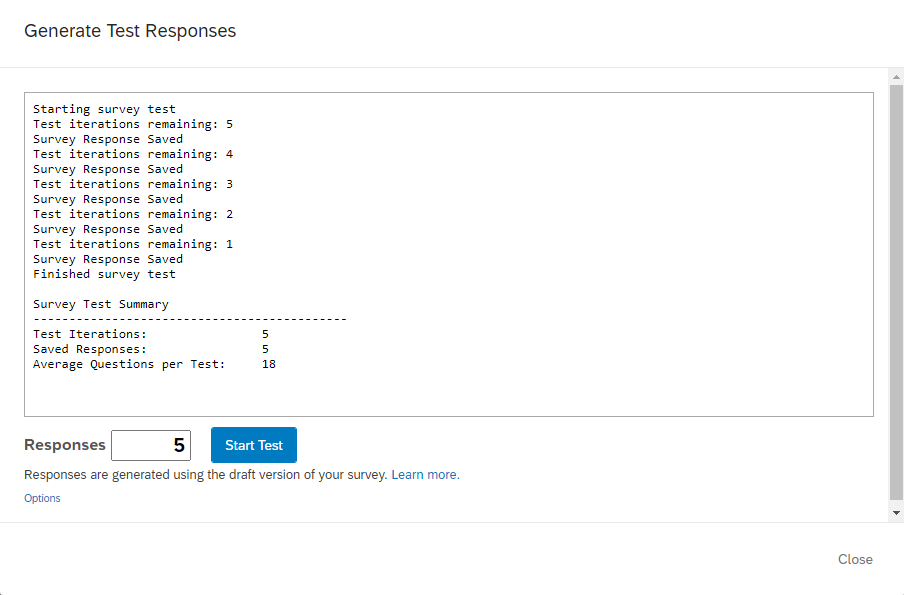 Generate Test Responses
Starting survey test
Test iterations remaining: 5
Survey Response Saved
Test iterations remaining: 4
Survey Response Saved
Test iterations remaining: 3
Survey Response Saved
Test iterations remaining: 2
Survey Response Saved
Test iterations remaining: 1
Survey Response Saved
Finished survey test
Survey Test Summary
--------------------------------------------
Test Iterations: 5
Saved Responses: 5
Average Questions per Test: 18
Responses 5 Start Test
Responses are generated using the draft version of your survey. Learn more.
Options
Close